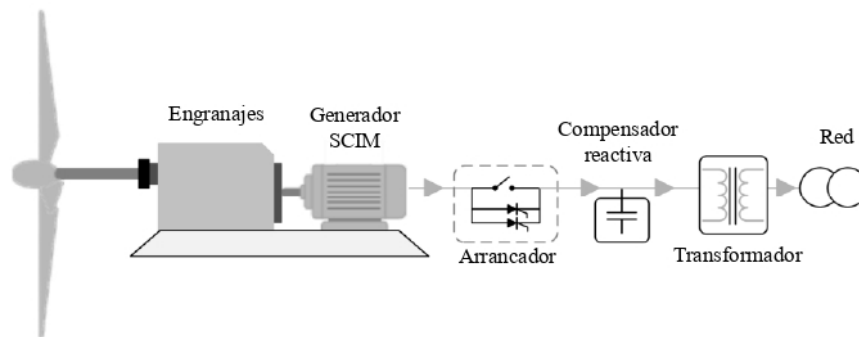 Engranajes
Generador
SCIM
Compensador
reactiva
Red
Arrancador
Transformador